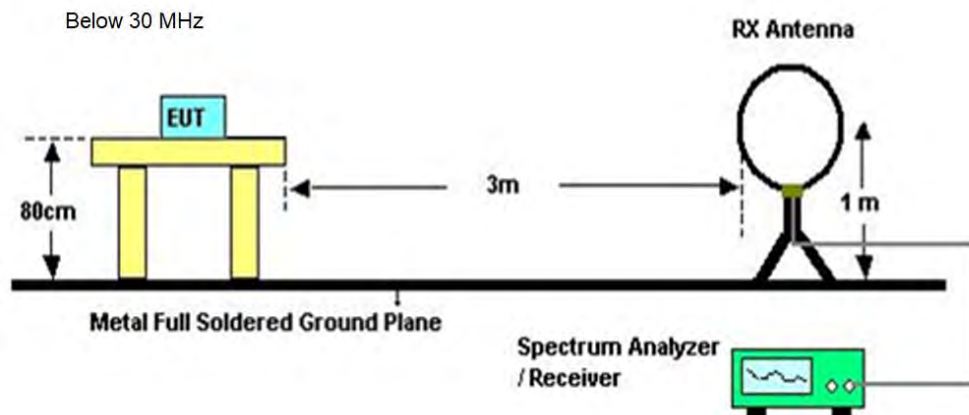 Below 30 MHz
RX Antenna
EUT
80cm
3m
1 m
Metal Full Soldered Ground Plane
Spectrum Analyzer
/ Receiver